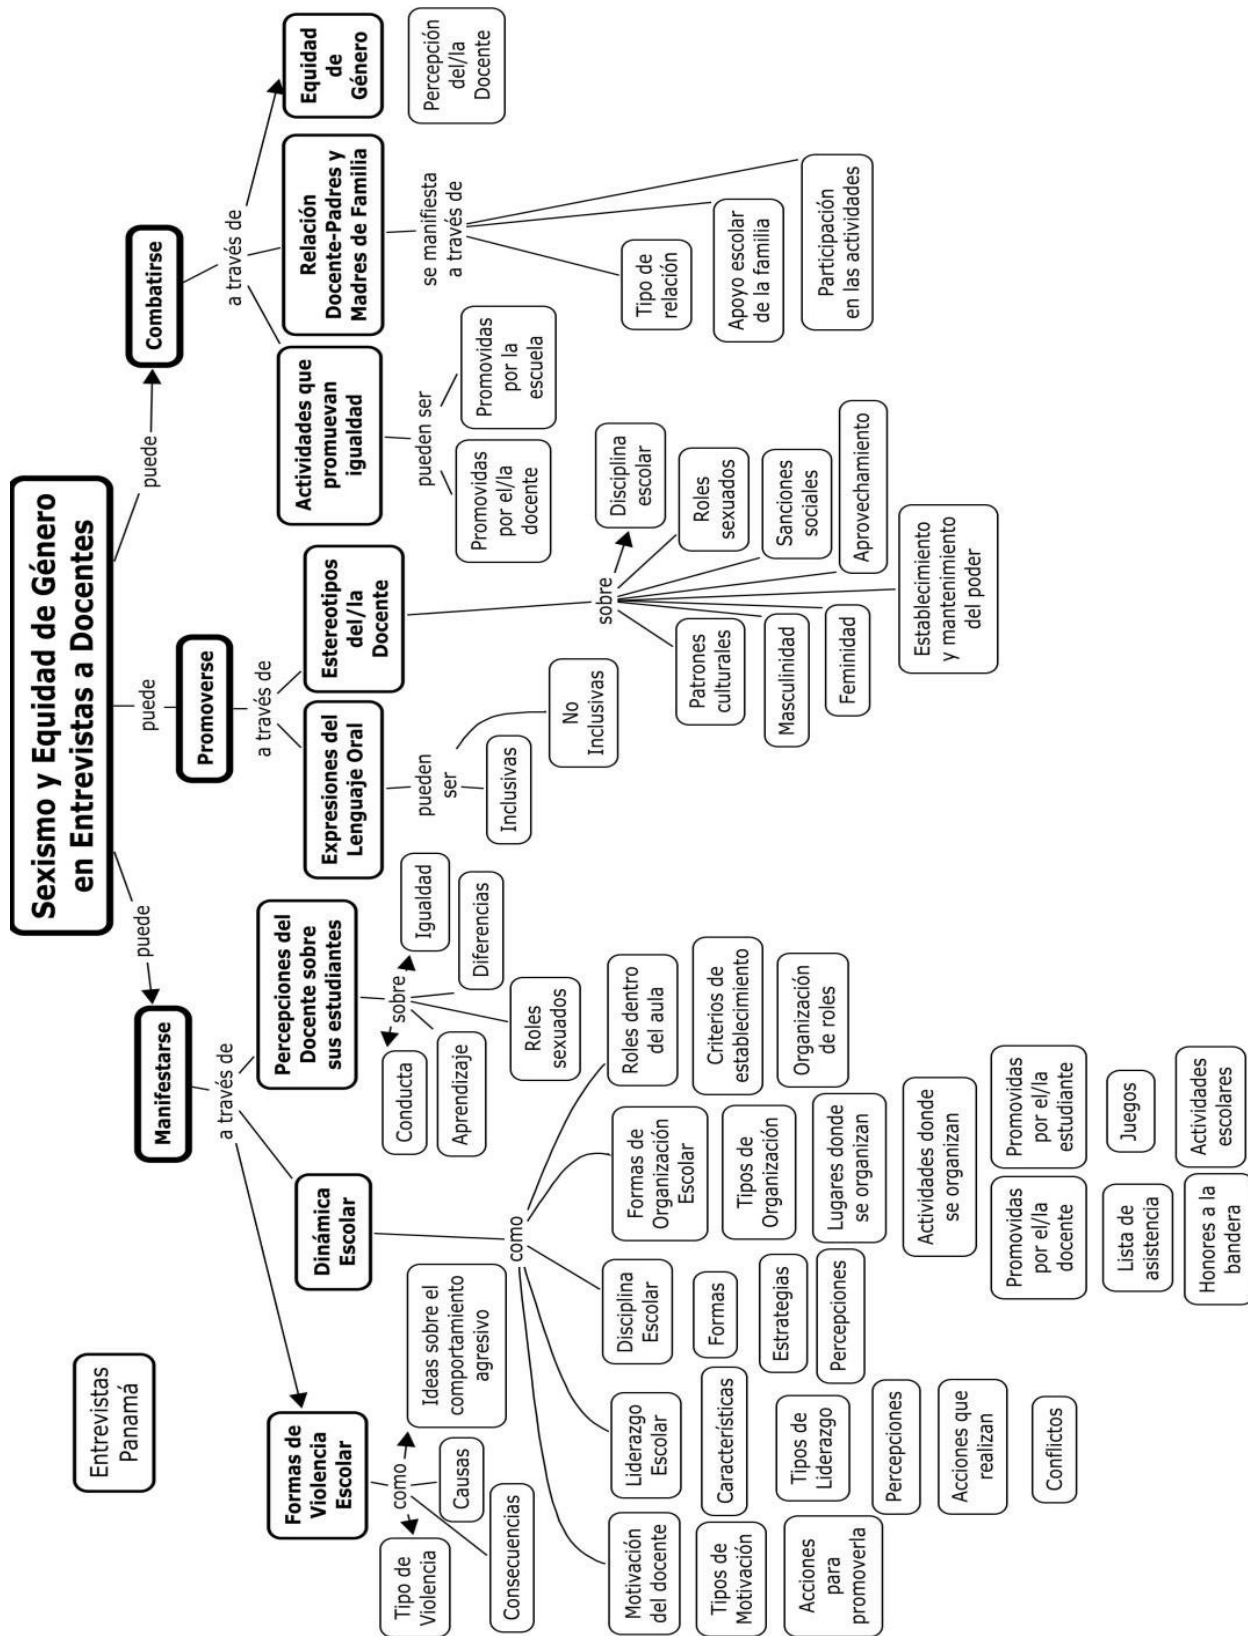 Sexismo y Equidad de Género
en Entrevistas a Docentes
Entrevistas
Panamá
puede
puede
puede
Manifestarse
Promoverse
Combatirse
a través de
a través de
a través de
Formas de
Violencia
Escolar
Dinámica
Escolar
Percepciones del
Docente sobre
sus estudiantes
Expresiones del
Lenguaje Oral
Estereotipos
del/la
Docente
Actividades que
promuevan
igualdad
Relación
Docente-Padres y
Madres de Familia
Equidad
de
Género
como
Tipo de
Violencia
Consecuencias
Causas
Ideas sobre el
comportamiento
agresivo
sobre
Conducta
Aprendizaje
Roles
sexuados
Diferencias
Igualdad
pueden
ser
Inclusivas
No
Inclusivas
pueden ser
Promovidas
por el/la
docente
Promovidas
por la
escuela
se manifiesta
a través de
Tipo de
relación
Apoyo escolar
de la familia
Participación
en las actividades
Percepción
del/la
Docente
como
Motivación
del docente
Tipos de
Motivación
Acciones
para
promoverla
Liderazgo
Escolar
Características
Tipos de
Liderazgo
Percepciones
Acciones que
realizan
Conflictos
Disciplina
Escolar
Formas
Estrategias
Percepciones
Formas de
Organización
Escolar
Tipos de
Organización
Lugares donde
se organizan
Actividades donde
se organizan
Promovidas
por el/la
docente
Lista de
asistencia
Honores a la
bandera
Promovidas
por el/la
estudiante
Juegos
Actividades
escolares
Roles dentro
del aula
Criterios de
establecimiento
Organización
de roles
sobre
Patrones
culturales
Masculinidad
Feminidad
Establecimiento
y mantenimiento
del poder
Aprovechamiento
Sanciones
sociales
Roles
sexuados
Disciplina
escolar